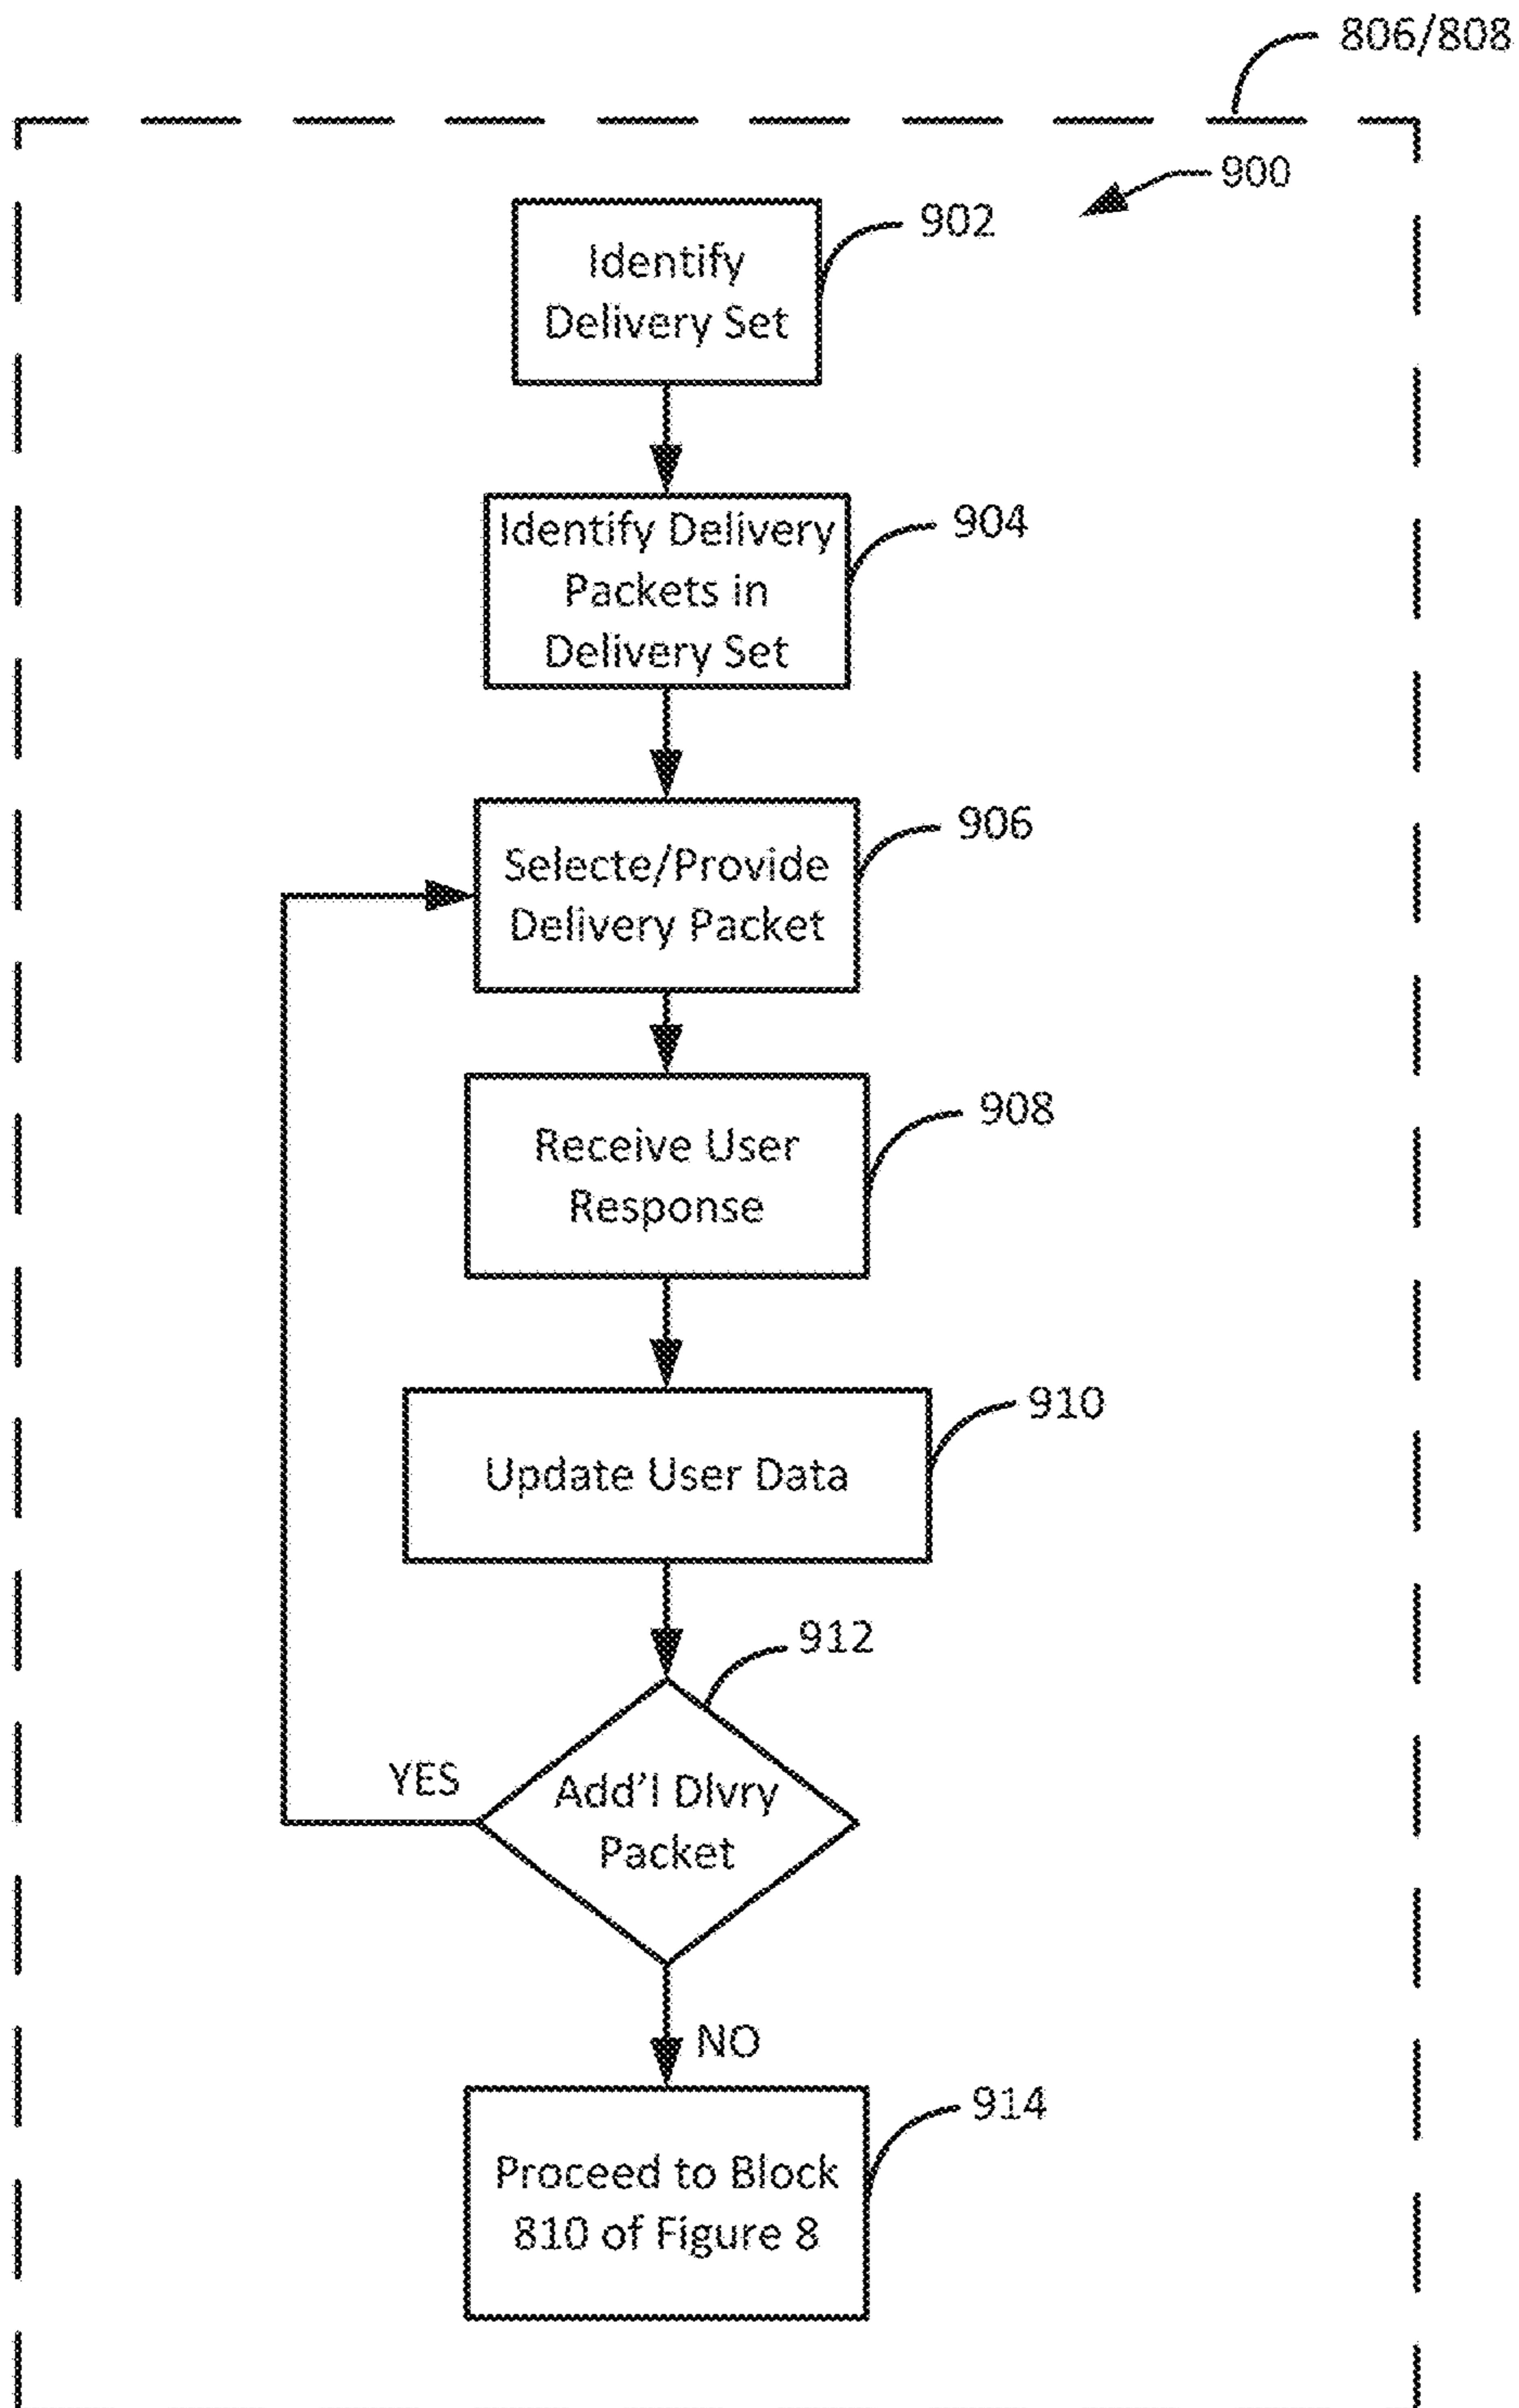 806/808
900
902
Identify
Delivery Set
904
Identify Delivery
Packets in
Delivery Set
906
Selecte/Provide
Delivery Packet
908
Receive User
Response
910
Update User Data
912
YES
Add'l Dlvry
Packet
NO
914
Proceed to Block
810 of Figure 8